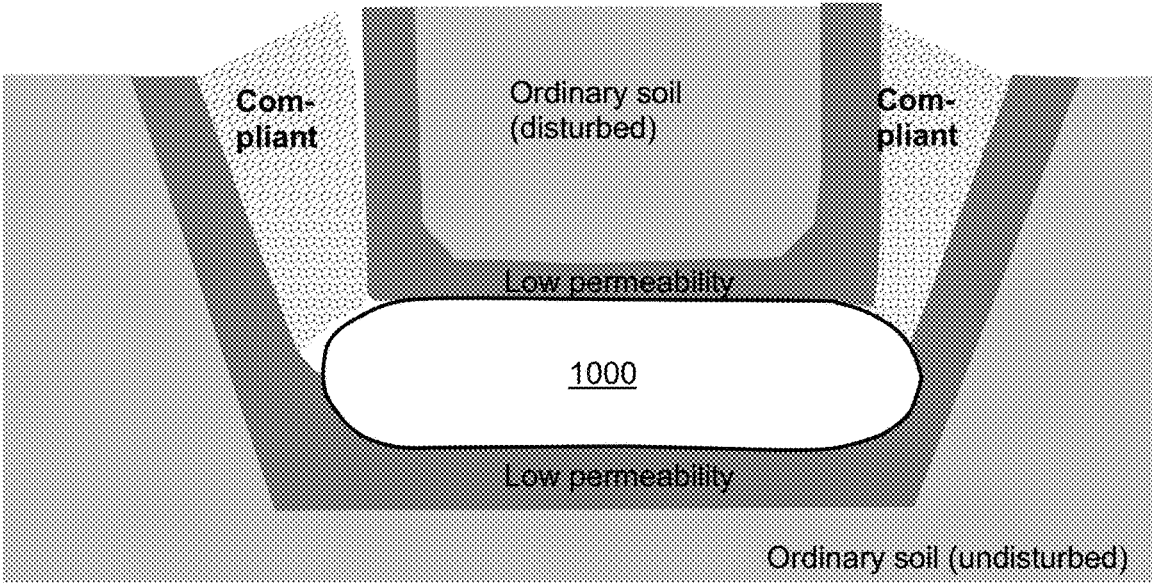 Com-
pliant
Ordinary soil
(disturbed)
Com-
pliant
Low permeability
1000
Low permeability
Ordinary soil (undisturbed)